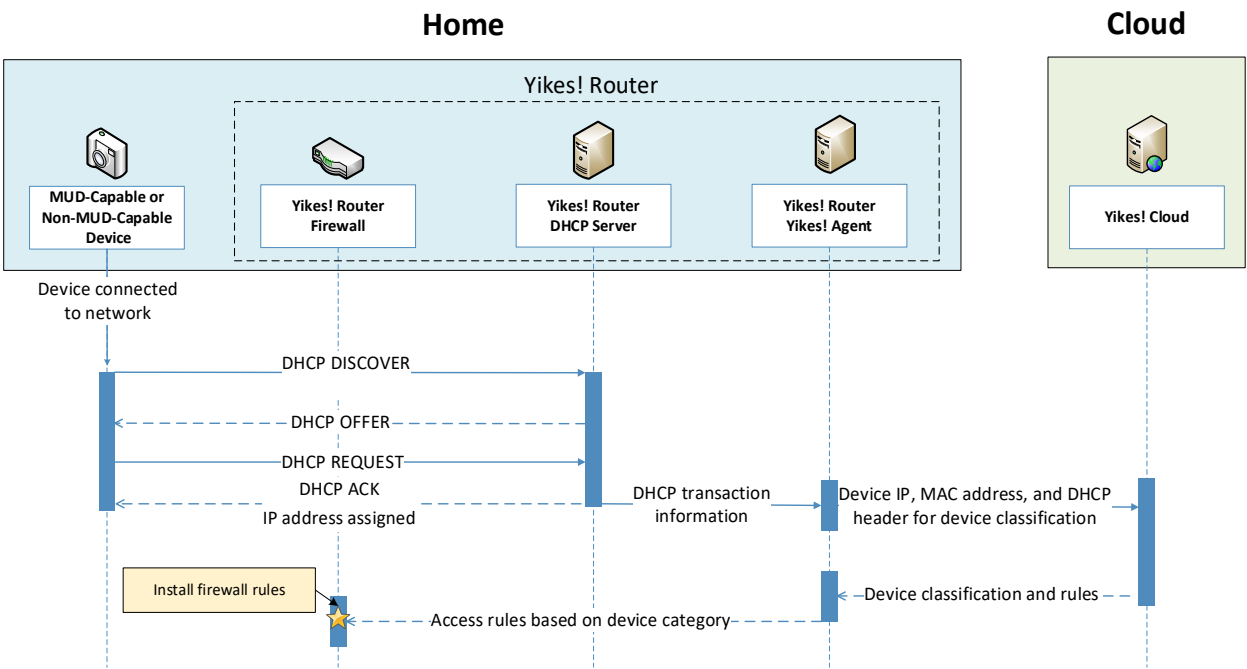 Home
Cloud
Yikes! Router
MUD-Capable or
Non-MUD-Capable
Device
Yikes! Router
Firewall
Yikes! Router
DHCP Server
Yikes! Router
Yikes! Agent
Yikes! Cloud
Device connected
to network
DHCP DISCOVER
DHCP OFFER
DHCP REQUEST
DHCP ACK
IP address assigned
DHCP transaction
information
Device IP, MAC address, and DHCP
header for device classification
Install firewall rules
Device classification and rules
Access rules based on device category